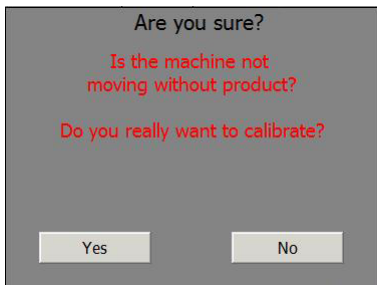 Are you sure?
Is the machine not
moving without product?
Do you really want to calibrate?
Yes
No